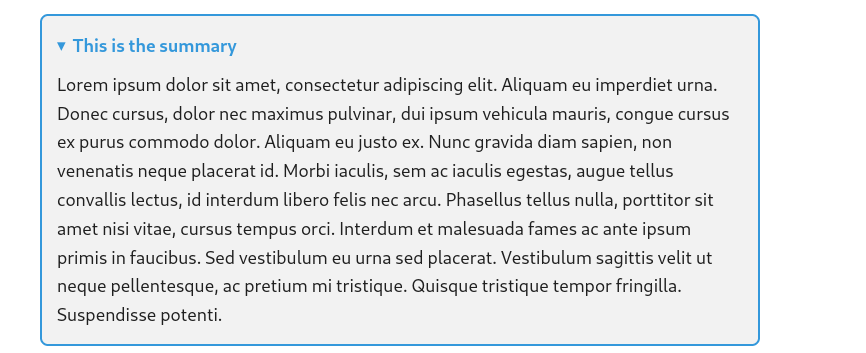 ▼ This is the summary
Lorem ipsum dolor sit amet, consectetur adipiscing elit. Aliquam eu imperdiet urna.
Donec cursus, dolor nec maximus pulvinar, dui ipsum vehicula mauris, congue cursus
ex purus commodo dolor. Aliquam eu justo ex. Nunc gravida diam sapien, non
venenatis neque placerat id. Morbi iaculis, sem ac iaculis egestas, augue tellus
convallis lectus, id interdum libero felis nec arcu. Phasellus tellus nulla, porttitor sit
amet nisi vitae, cursus tempus orci. Interdum et malesuada fames ac ante ipsum
primis in faucibus. Sed vestibulum eu urna sed placerat. Vestibulum sagittis velit ut
neque pellentesque, ac pretium mi tristique. Quisque tristique tempor fringilla.
Suspendisse potenti.